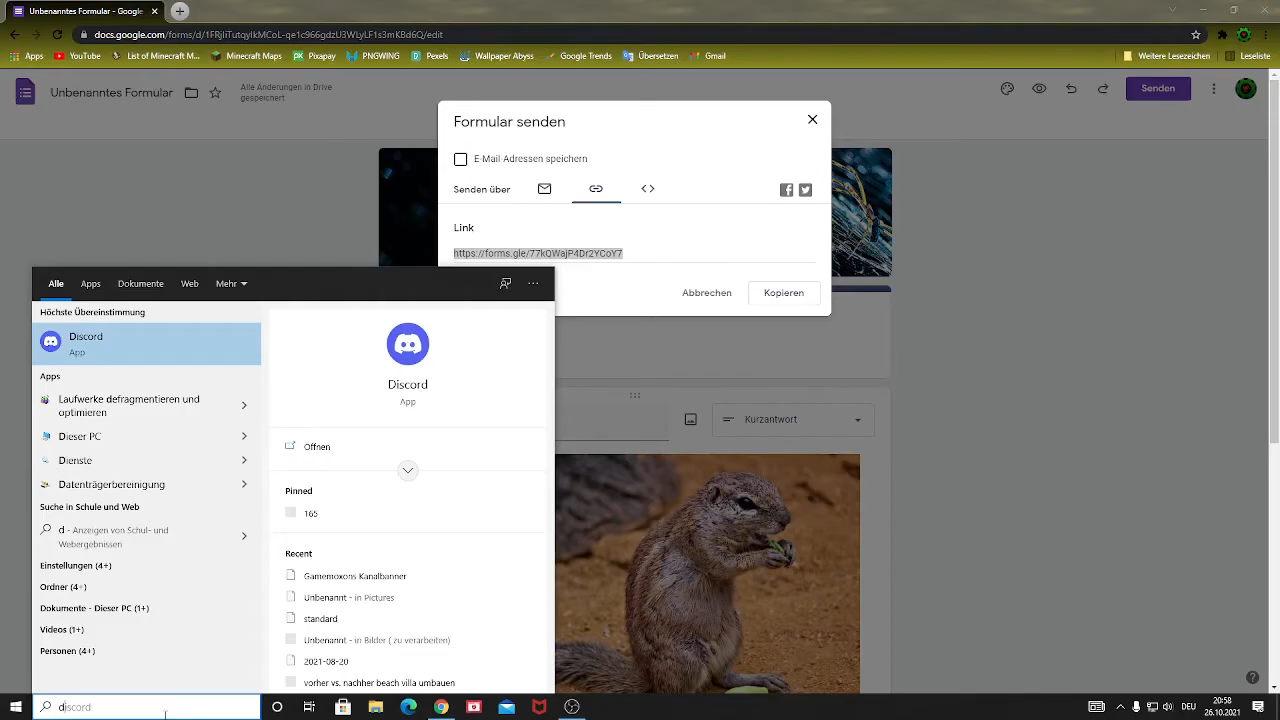 Unbenanntes Formular - Google F
docs.google.com/forms/d/1FRjlTutqyIkMCoL-qe1c966gdzU3WLyLF1s3mKBd6Q/edit
Apps
YouTube
List of MineCraft M...
Minecraft Maps
Pixapay
PNGWING
Pexels
Wallpaper Abyss -...
Google Trends
Übersetzen
Gmail
Weitere Lesezeichen
Leseliste
Unbenanntes Formular
Alle Änderungen in Drive
gespeichert
Senden
Formular senden
E-Mail-Adressen speichern
Senden über
Link
https://forms.gle/77kQWajP4Dr2YCoY7
Abbrechen
Kopieren
Kurzantwort
Alle
Apps
Dokumente
Web
Mehr
Höchste Übereinstimmung
Discord
App
Apps
Laufwerke defragmentieren und
optimieren
Dieser PC
Dienste
Datenträgerbereinigung
Suche in Schule und Web
d - Anzeigen von Schul- und
Webergebnissen
Einstellungen (4+)
Ordner (4+)
Dokumente - Dieser PC (1+)
Videos (1+)
Personen (4+)
Discord
App
Öffnen
Pinned
165
Recent
Gamemoxons Kanalbanner
Unbenannt - in Pictures
standard
Unbenannt - in Bilder ( zu verarbeiten)
2021-08-20
vorher vs. nachher beach villa umbauen
discord
DEU
20:58
26.10.2021